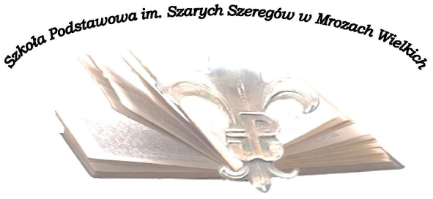 Szkoła Podstawowa im. Szarych Szeregów w Mrozach Wielkich